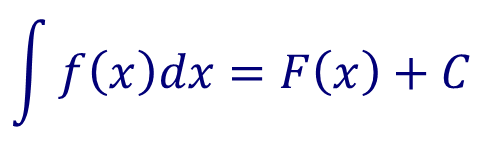 ∫ f(x)dx = F(x) + C